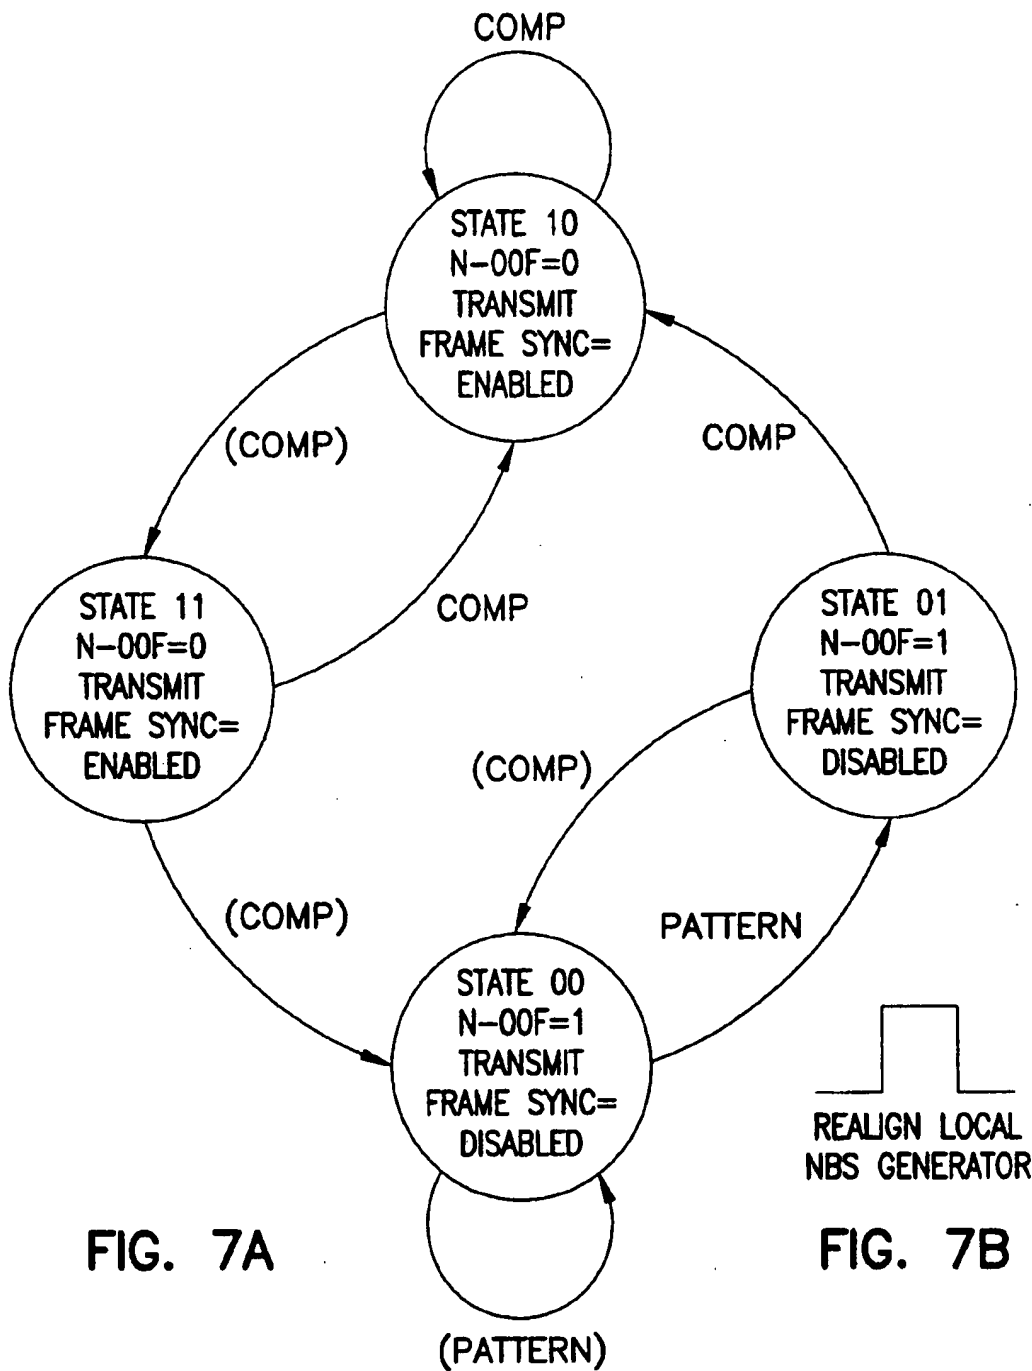 COMP
STATE 10
N-OOF=0
TRANSMIT
FRAME SYNC=
ENABLED
(COMP)
COMP
STATE 11
N-OOF=0
TRANSMIT
FRAME SYNC=
ENABLED
COMP
STATE 01
N-OOF=1
TRANSMIT
FRAME SYNC=
DISABLED
(COMP)
(COMP)
PATTERN
STATE 00
N-OOF=1
TRANSMIT
FRAME SYNC=
DISABLED
REALIGN LOCAL
NBS GENERATOR
FIG. 7A
FIG. 7B
(PATTERN)